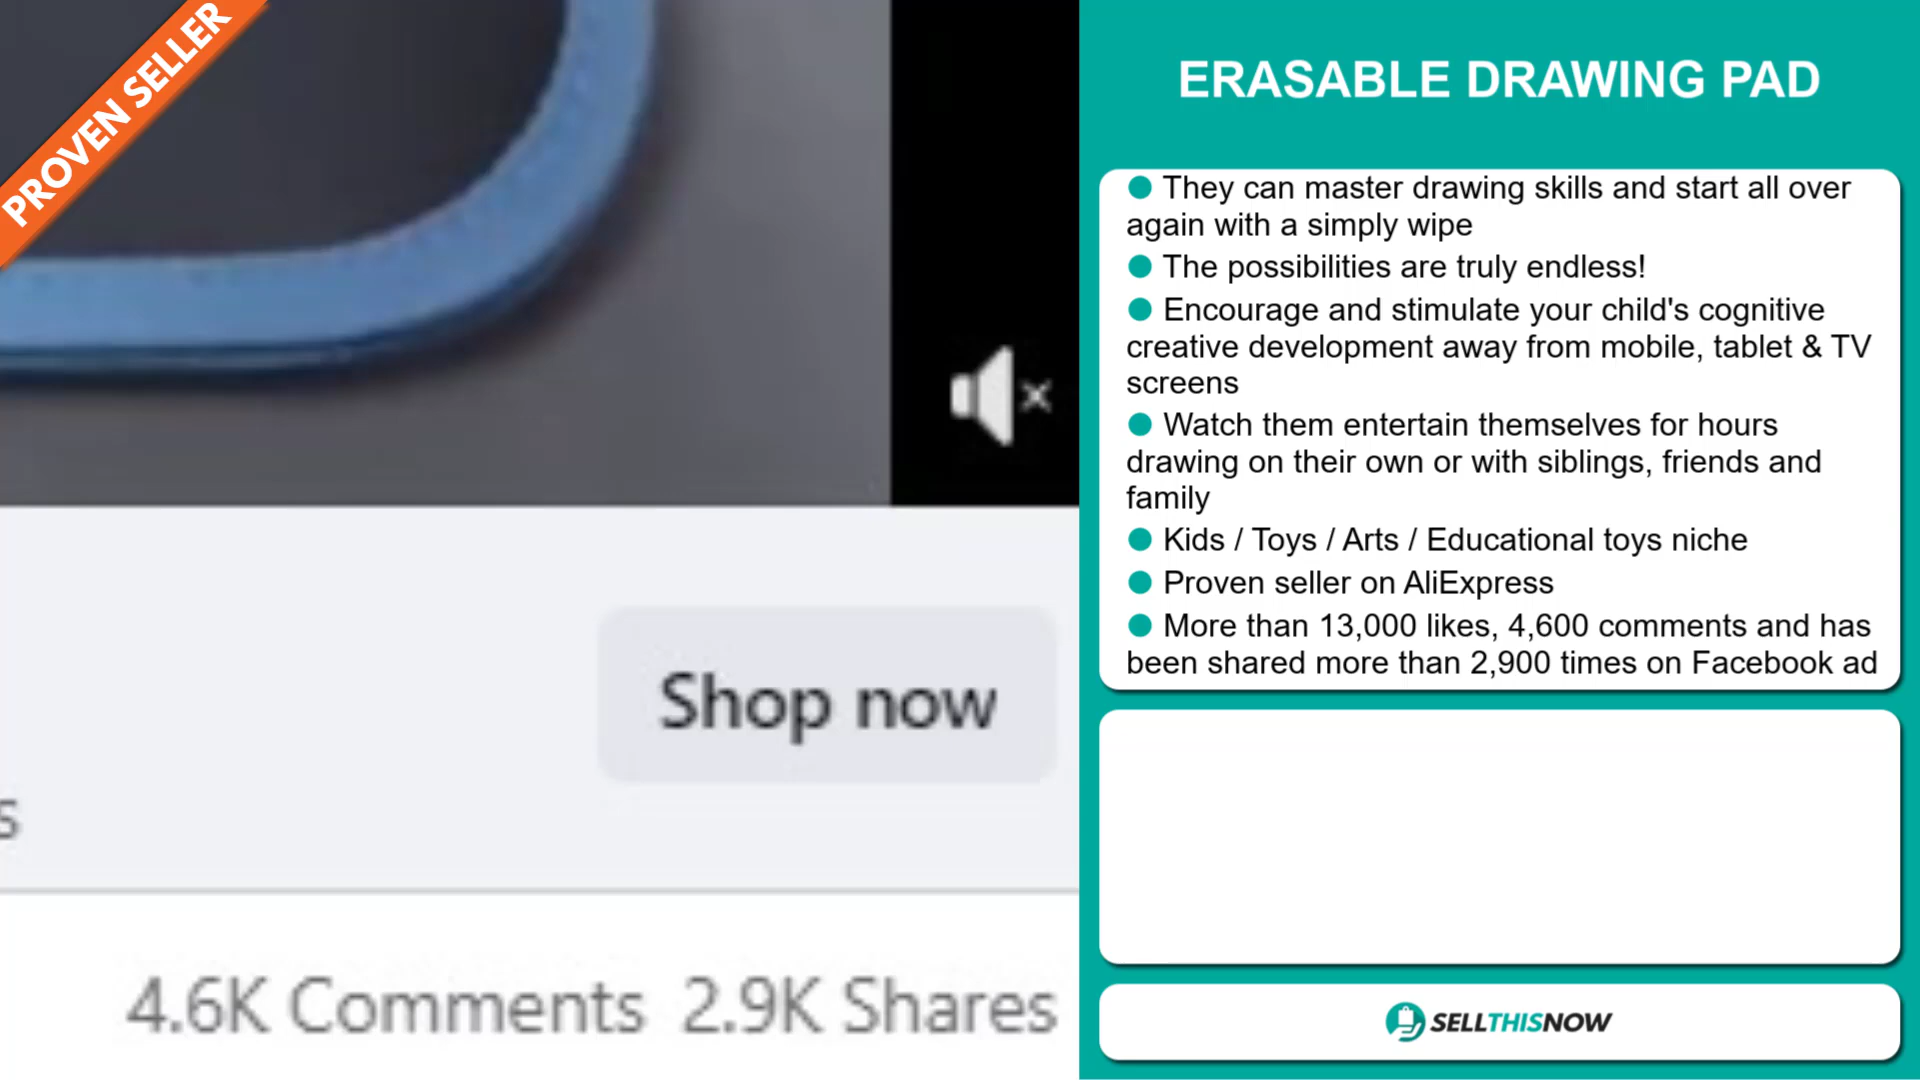 PROVEN SELLER
Shop now
s
4.6K Comments 2.9K Shares
ERASABLE DRAWING PAD
● They can master drawing skills and start all over
again with a simply wipe
● The possibilities are truly endless!
● Encourage and stimulate your child's cognitive
creative development away from mobile, tablet & TV
screens
● Watch them entertain themselves for hours
drawing on their own or with siblings, friends and
family
● Kids / Toys / Arts / Educational toys niche
● Proven seller on AliExpress
● More than 13,000 likes, 4,600 comments and has
been shared more than 2,900 times on Facebook ad
SELLTHISNOW